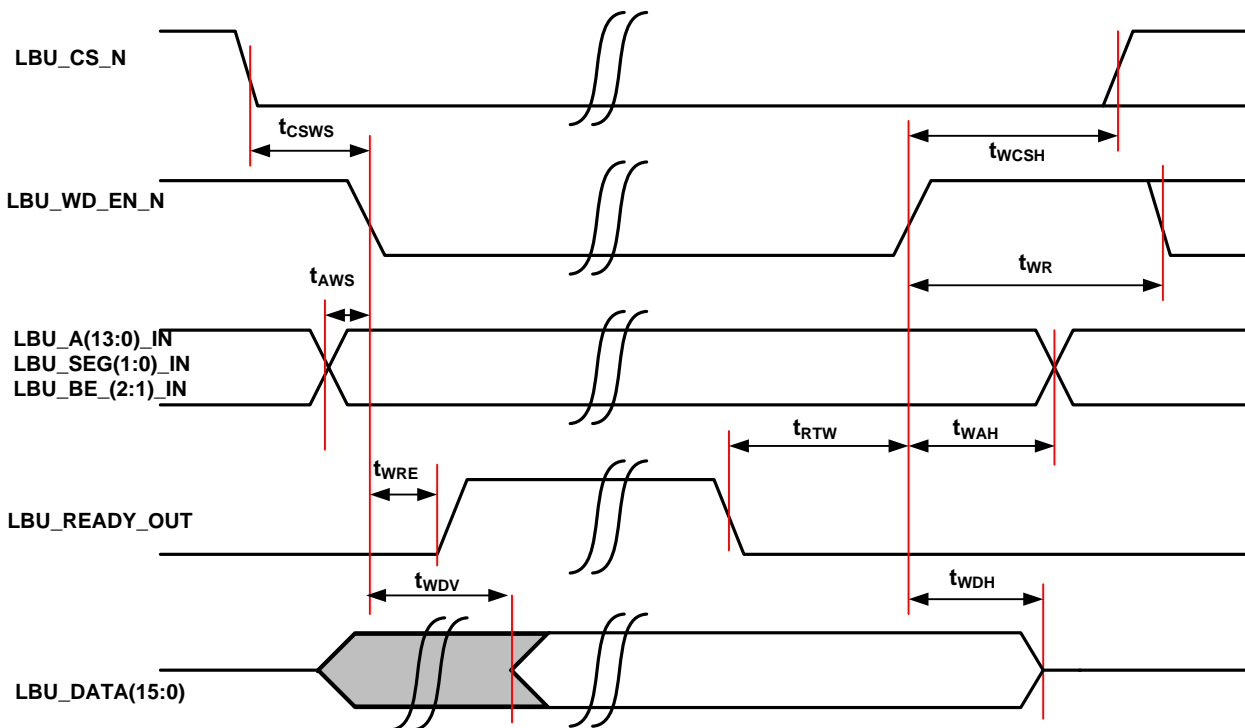 LBU_CS_N
tCSWS
tWCSH
LBU_WD_EN_N
tWR
tAWS
LBU_A(13:0)_IN
LBU_SEG(1:0)_IN
LBU_BE_(2:1)_IN
tRTW
tWAH
tWRE
LBU_READY_OUT
tWDV
tWDH
LBU_DATA(15:0)